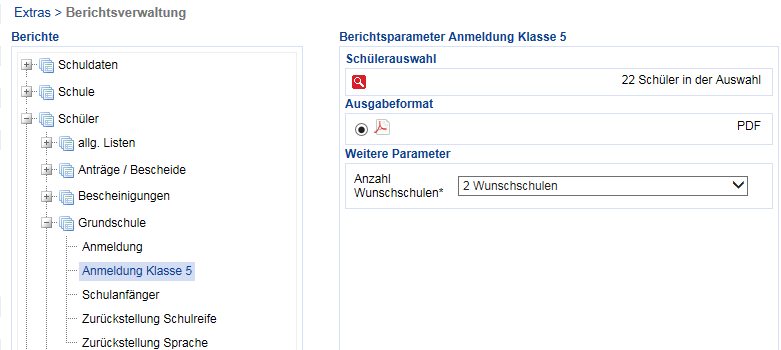 Extras > Berichtsverwaltung
Berichte
Schuldaten
Schule
Schüler
allg. Listen
Anträge / Bescheide
Bescheinigungen
Grundschule
Anmeldung
Anmeldung Klasse 5
Schulanfänger
Zurückstellung Schulreife
Zurückstellung Sprache
Berichtsparameter Anmeldung Klasse 5
Schülerauswahl
22 Schüler in der Auswahl
Ausgabeformat
PDF
Weitere Parameter
Anzahl
Wunschschulen*
2 Wunschschulen